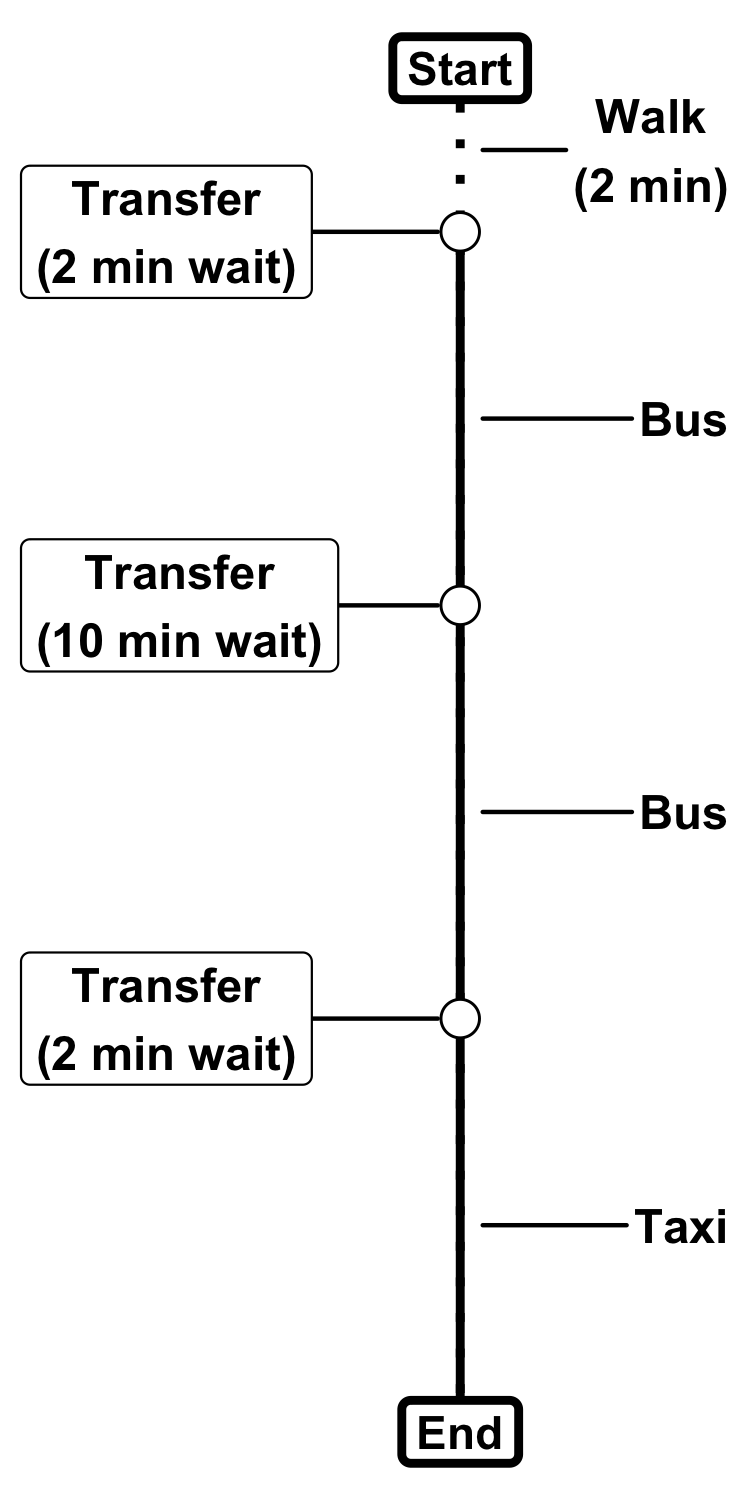 Start
Walk
(2 min)
Transfer
(2 min wait)
Bus
Transfer
(10 min wait)
Bus
Transfer
(2 min wait)
Taxi
End